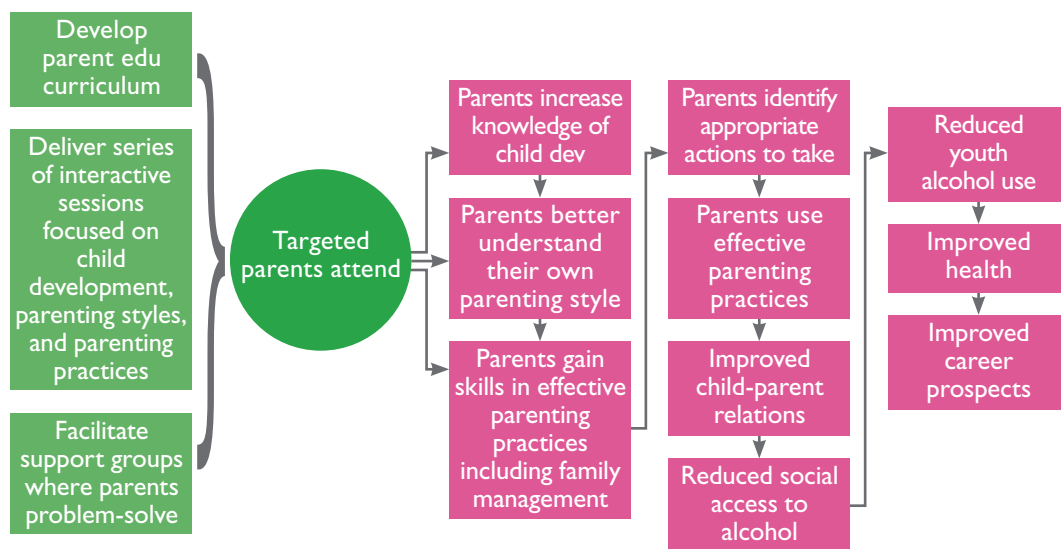 Develop
parent edu
curriculum
Deliver series
of interactive
sessions
focused on
child
development,
parenting styles,
and parenting
practices
Facilitate
support groups
where parents
problem-solve
Targeted
parents attend
Parents increase
knowledge of
child dev
Parents better
understand
their own
parenting style
Parents gain
skills in effective
parenting
practices
including family
management
Parents identify
appropriate
actions to take
Parents use
effective
parenting
practices
Improved
child-parent
relations
Reduced social
access to
alcohol
Reduced
youth
alcohol use
Improved
health
Improved
career
prospects